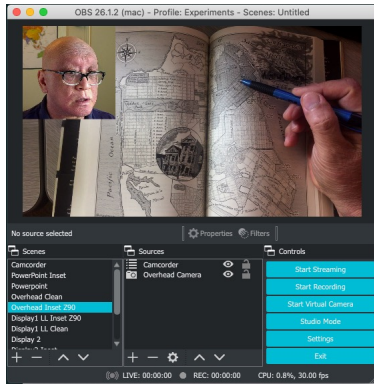 OBS 26.1.2 (mac) - Profile: Experiments - Scenes: Untitled
Pacific Ocean
No source selected
Properties
Filters
Scenes
Camcorder
PowerPoint Inset
Powerpoint
Overhead Clean
Overhead Inset Z90
Display1 LL Inset Z90
Display1 LL Clean
Display 2
Sources
Camcorder
Overhead Camera
Controls
Start Streaming
Start Recording
Start Virtual Camera
Studio Mode
Settings
Exit
LIVE: 00:00:00
REC: 00:00:00
CPU: 0.8%, 30.00 fps